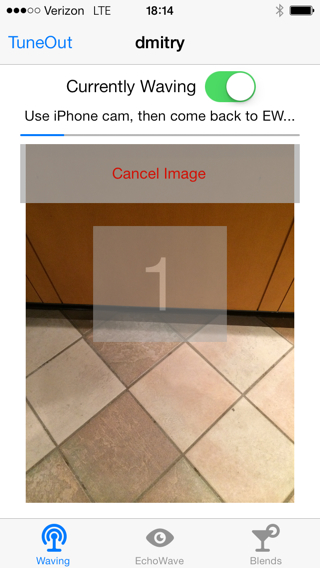 Verizon LTE 18:14
TuneOut dmitry
Currently Waving
Use iPhone cam, then come back to EW...
Cancel Image
1
Waving EchoWave Blends